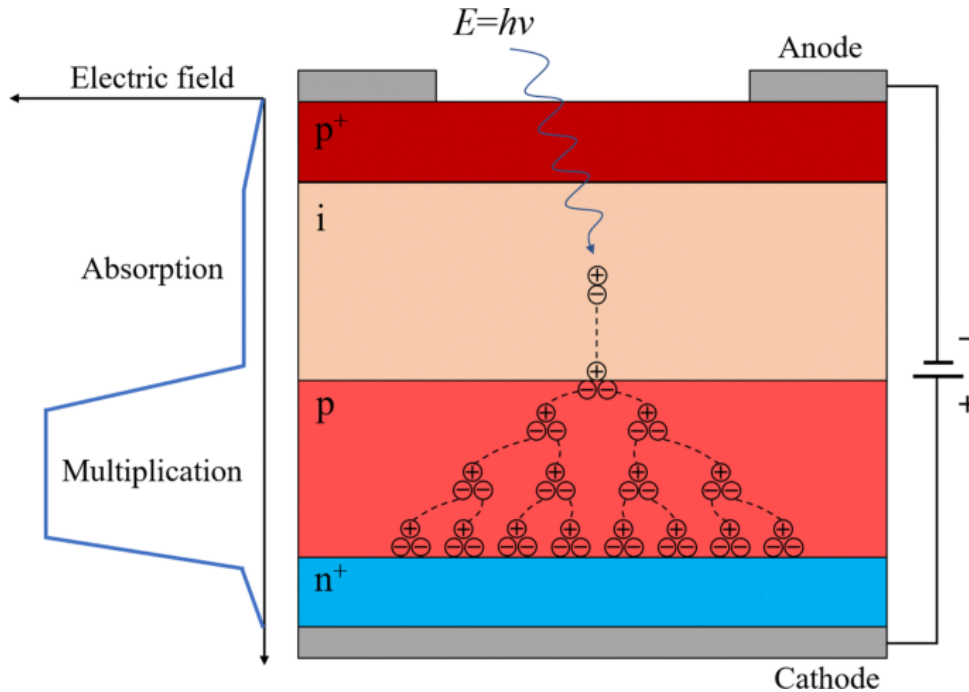 E=hν
Anode
Electric field
p⁺
i
Absorption
p
Multiplication
n⁺
Cathode
−
+